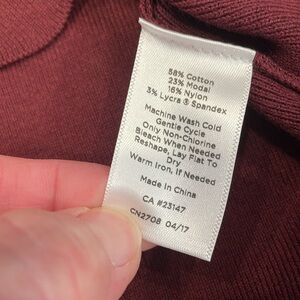 58% Cotton
23% Modal
16% Nylon
3% Lycra ® Spandex
Machine Wash Cold
Gentle Cycle
Only Non-Chlorine
Bleach When Needed
Reshape, Lay Flat To
Dry
Warm Iron, If Needed
Made In China
CA #23147
CN2708 04/17